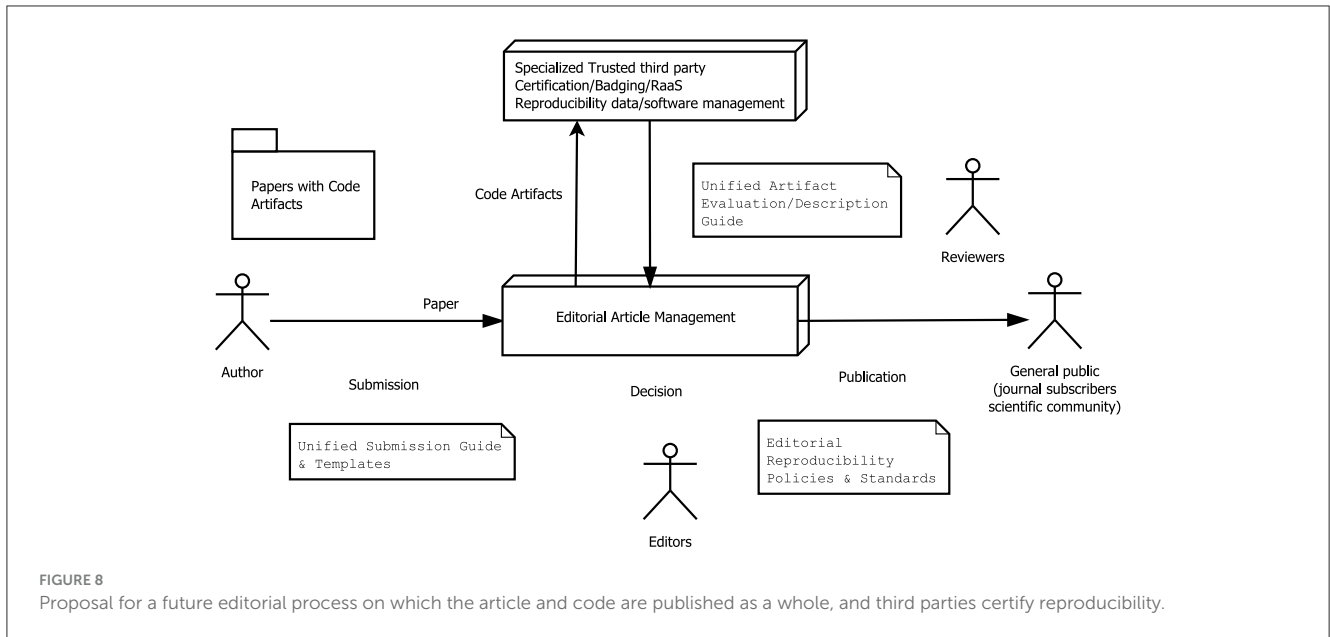 Specialized Trusted third party
Certification/Badging/RaaS
Reproducibility data/software management
Papers with Code
Artifacts
Code Artifacts
Unified Artifact
Evaluation/Description
Guide
Reviewers
Paper
Editorial Article Management
Author
Submission
Decision
Publication
General public
(journal subscribers
scientific community)
Unified Submission Guide
& Templates
Editorial
Reproducibility
Policies & Standards
Editors
FIGURE 8
Proposal for a future editorial process on which the article and code are published as a whole, and third parties certify reproducibility.